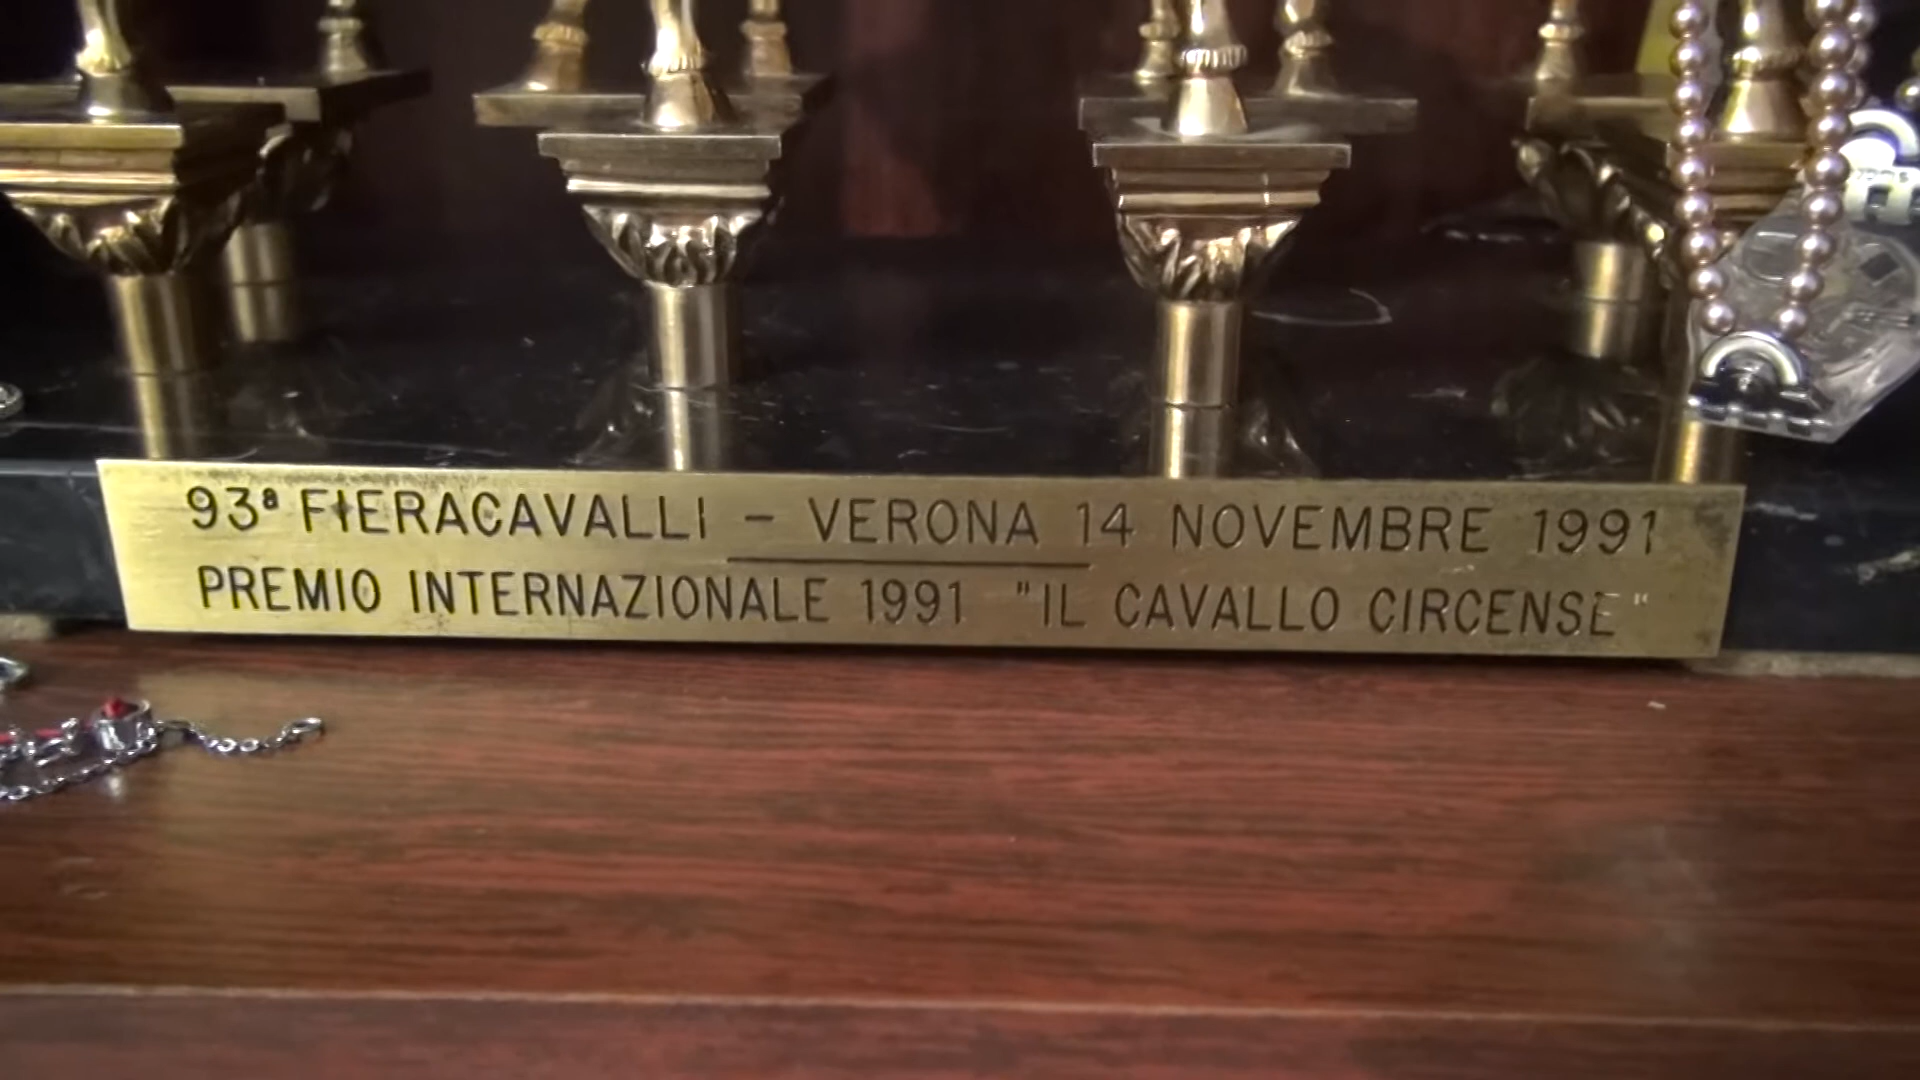 93ª FIERACAVALLI – VERONA 14 NOVEMBRE 1991
PREMIO INTERNAZIONALE 1991 "IL CAVALLO CIRCENSE"